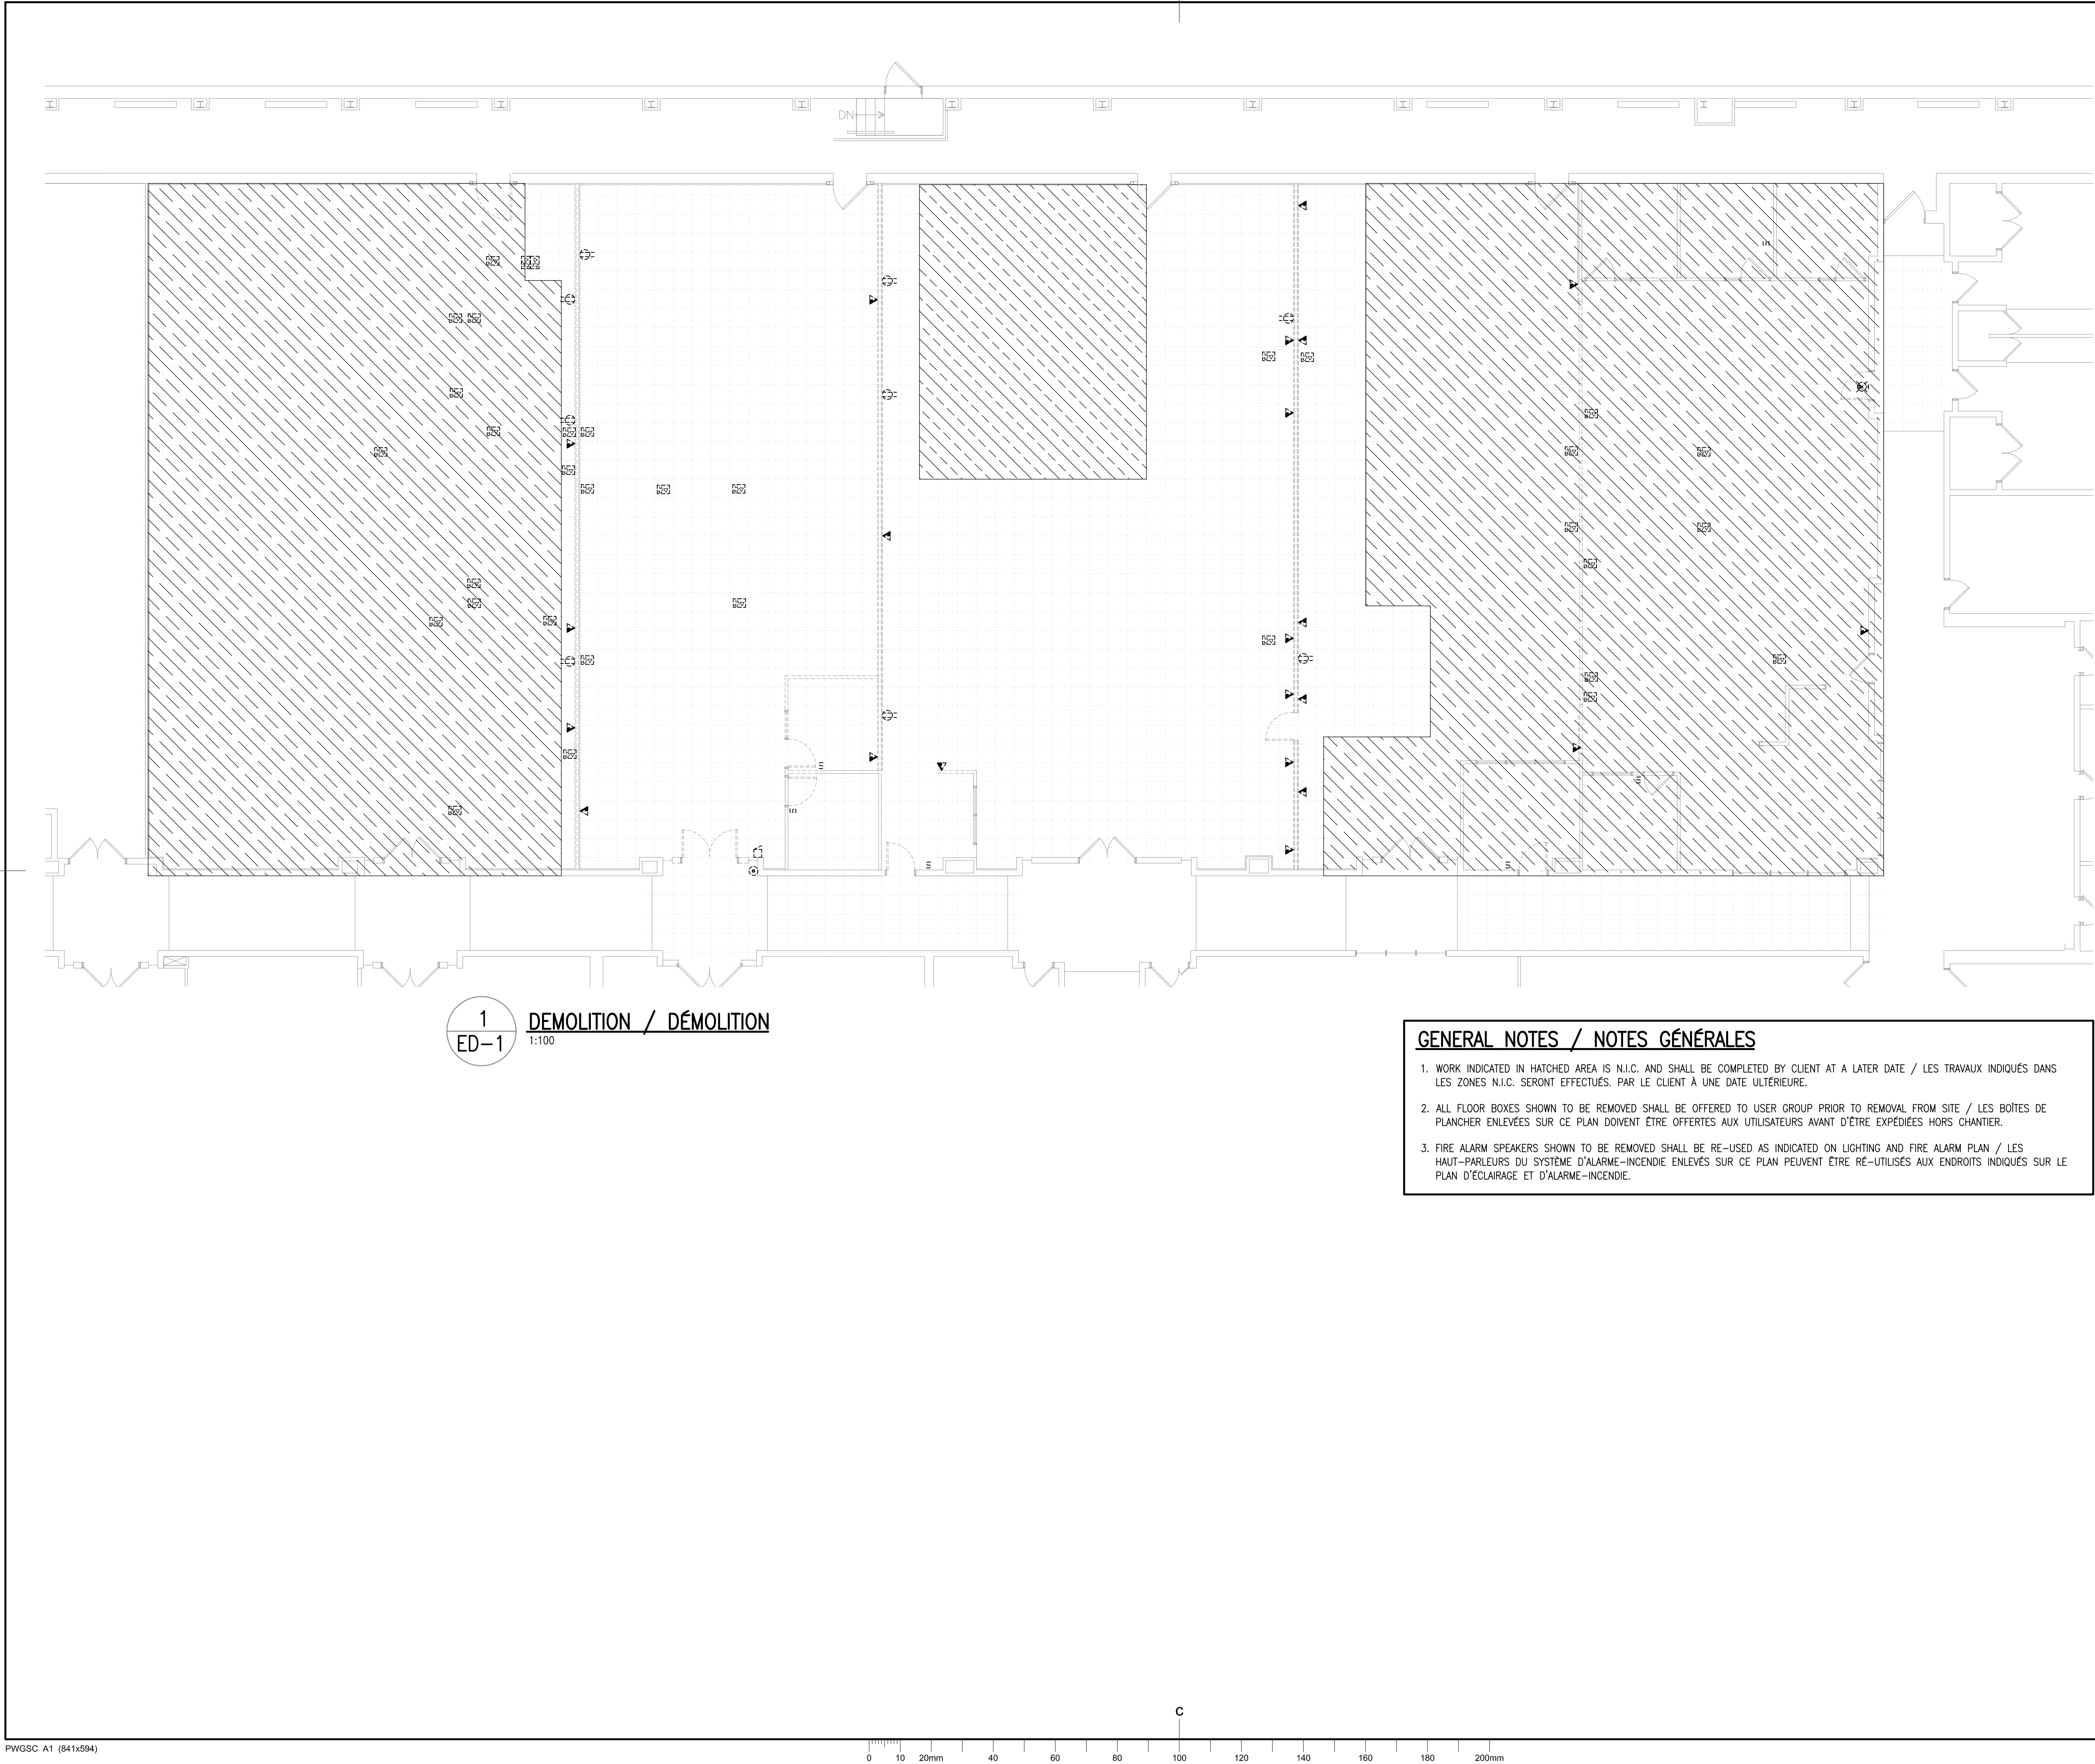 DN
1
ED-1
DEMOLITION / DÉMOLITION
1:100
GENERAL NOTES / NOTES GÉNÉRALES
1. WORK INDICATED IN HATCHED AREA IS N.I.C. AND SHALL BE COMPLETED BY CLIENT AT A LATER DATE / LES TRAVAUX INDIQUÉS DANS
LES ZONES N.I.C. SERONT EFFECTUÉS. PAR LE CLIENT À UNE DATE ULTÉRIEURE.
2. ALL FLOOR BOXES SHOWN TO BE REMOVED SHALL BE OFFERED TO USER GROUP PRIOR TO REMOVAL FROM SITE / LES BOÎTES DE
PLANCHER ENLEVÉES SUR CE PLAN DOIVENT ÊTRE OFFERTES AUX UTILISATEURS AVANT D'ÊTRE EXPÉDIÉES HORS CHANTIER.
3. FIRE ALARM SPEAKERS SHOWN TO BE REMOVED SHALL BE RE-USED AS INDICATED ON LIGHTING AND FIRE ALARM PLAN / LES
HAUT-PARLEURS DU SYSTÈME D'ALARME-INCENDIE ENLEVÉS SUR CE PLAN PEUVENT ÊTRE RÉ-UTILISÉS AUX ENDROITS INDIQUÉS SUR LE
PLAN D'ÉCLAIRAGE ET D'ALARME-INCENDIE.
C
PWGSC A1 (841x594)
0 10 20mm 40 60 80 100 120 140 160 180 200mm